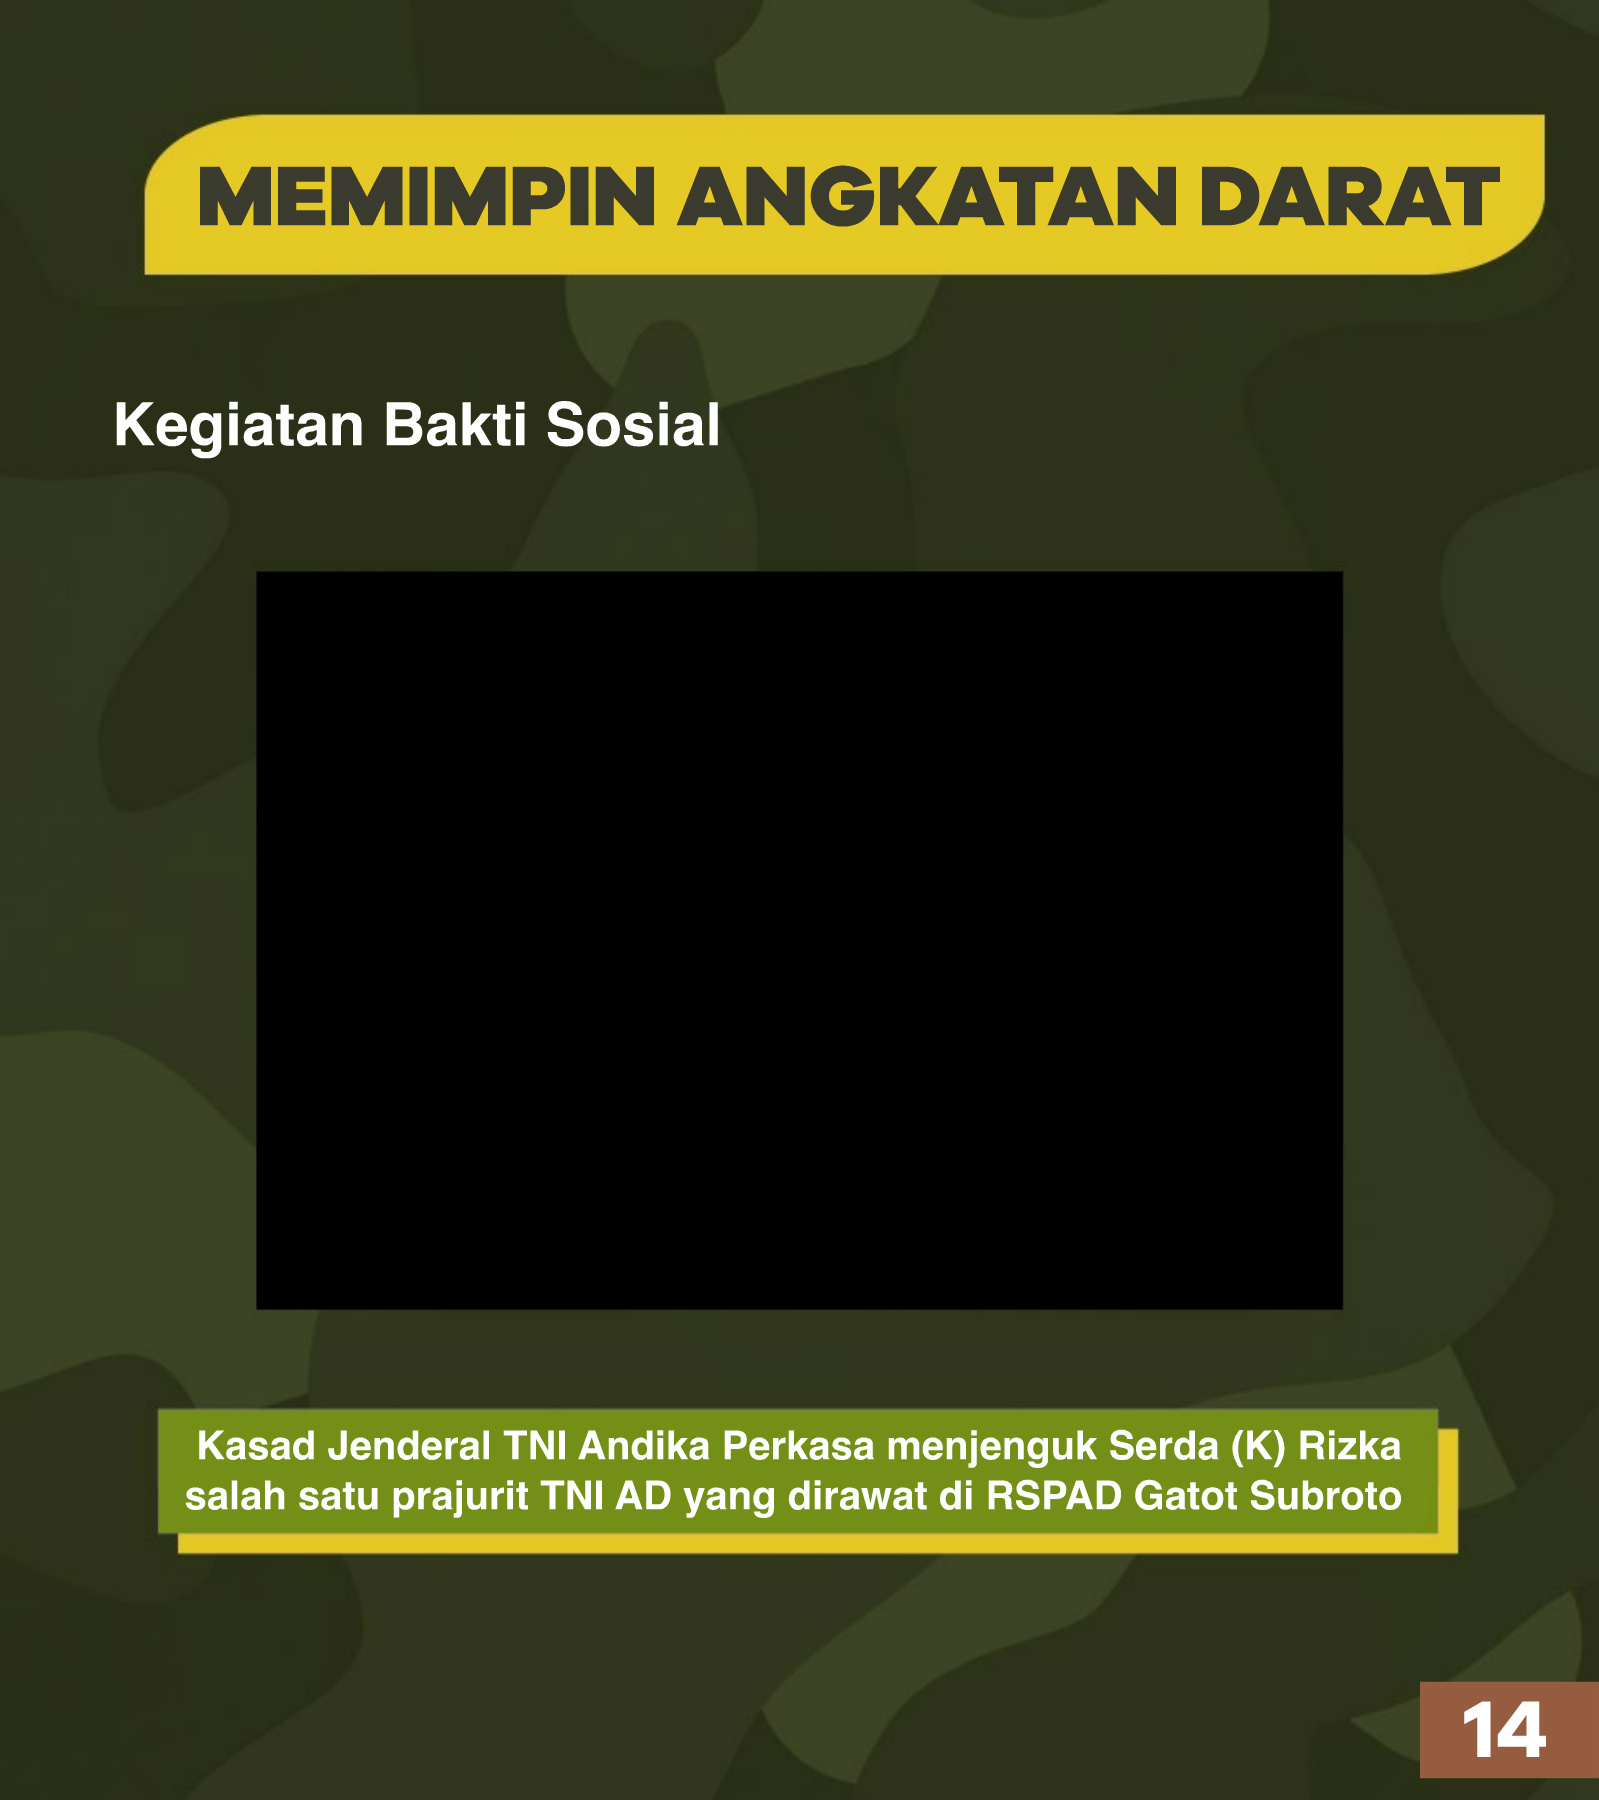 MEMIMPIN ANGKATAN DARAT
Kegiatan Bakti Sosial
Kasad Jenderal TNI Andika Perkasa menjenguk Serda (K) Rizka
salah satu prajurit TNI AD yang dirawat di RSPAD Gatot Subroto
14